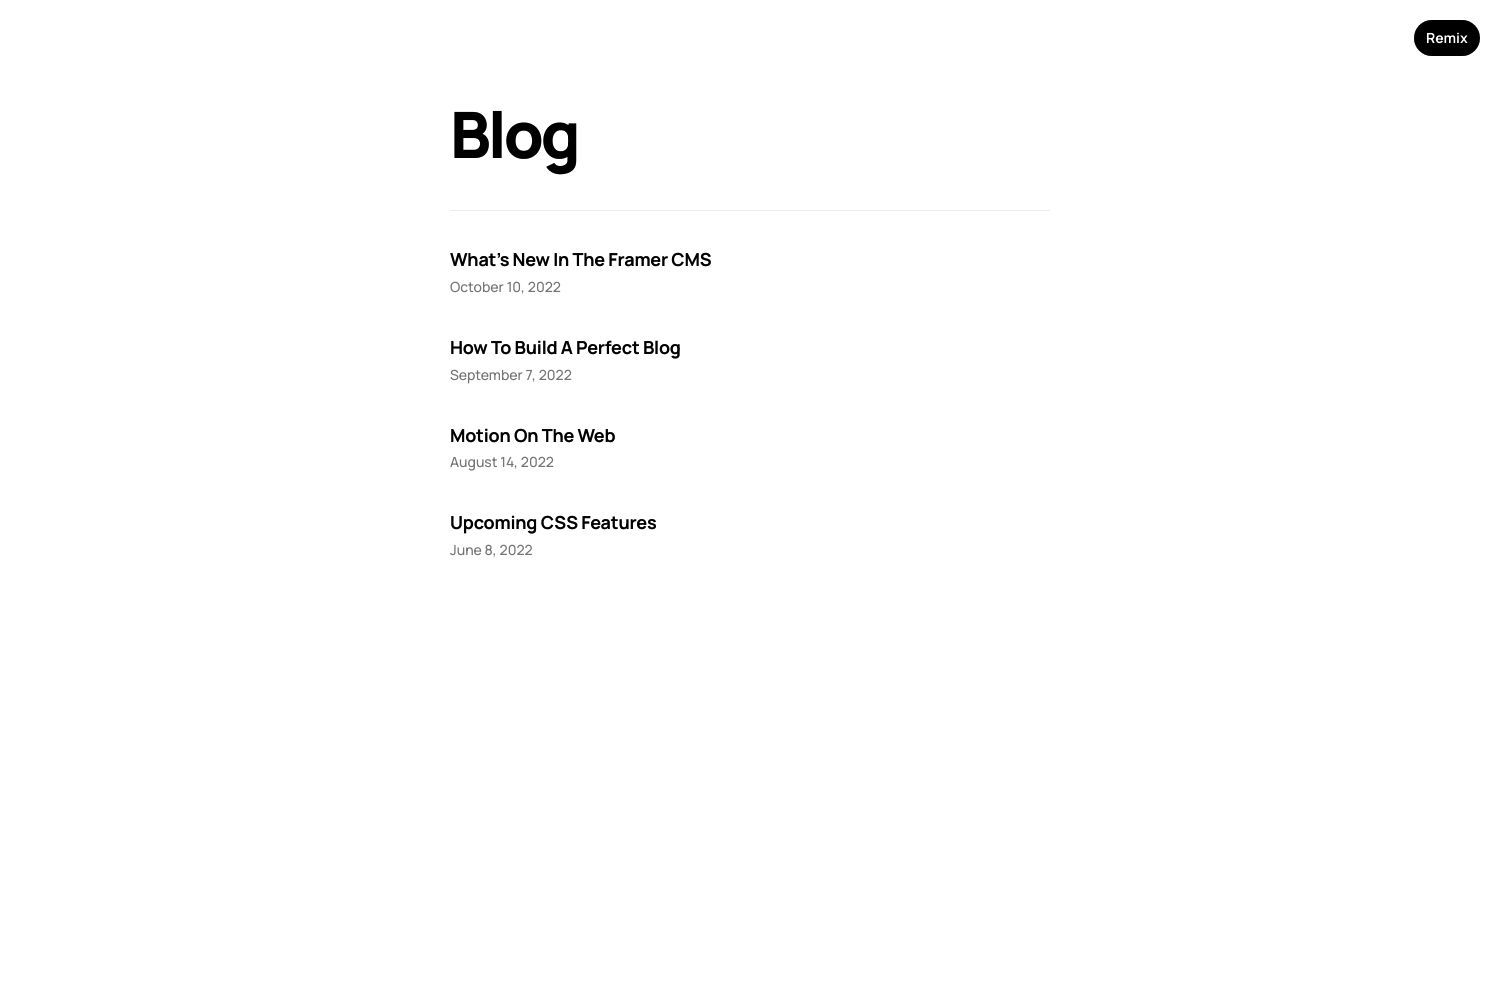 Remix
Blog
What’s New In The Framer CMS
October 10, 2022
How To Build A Perfect Blog
September 7, 2022
Motion On The Web
August 14, 2022
Upcoming CSS Features
June 8, 2022